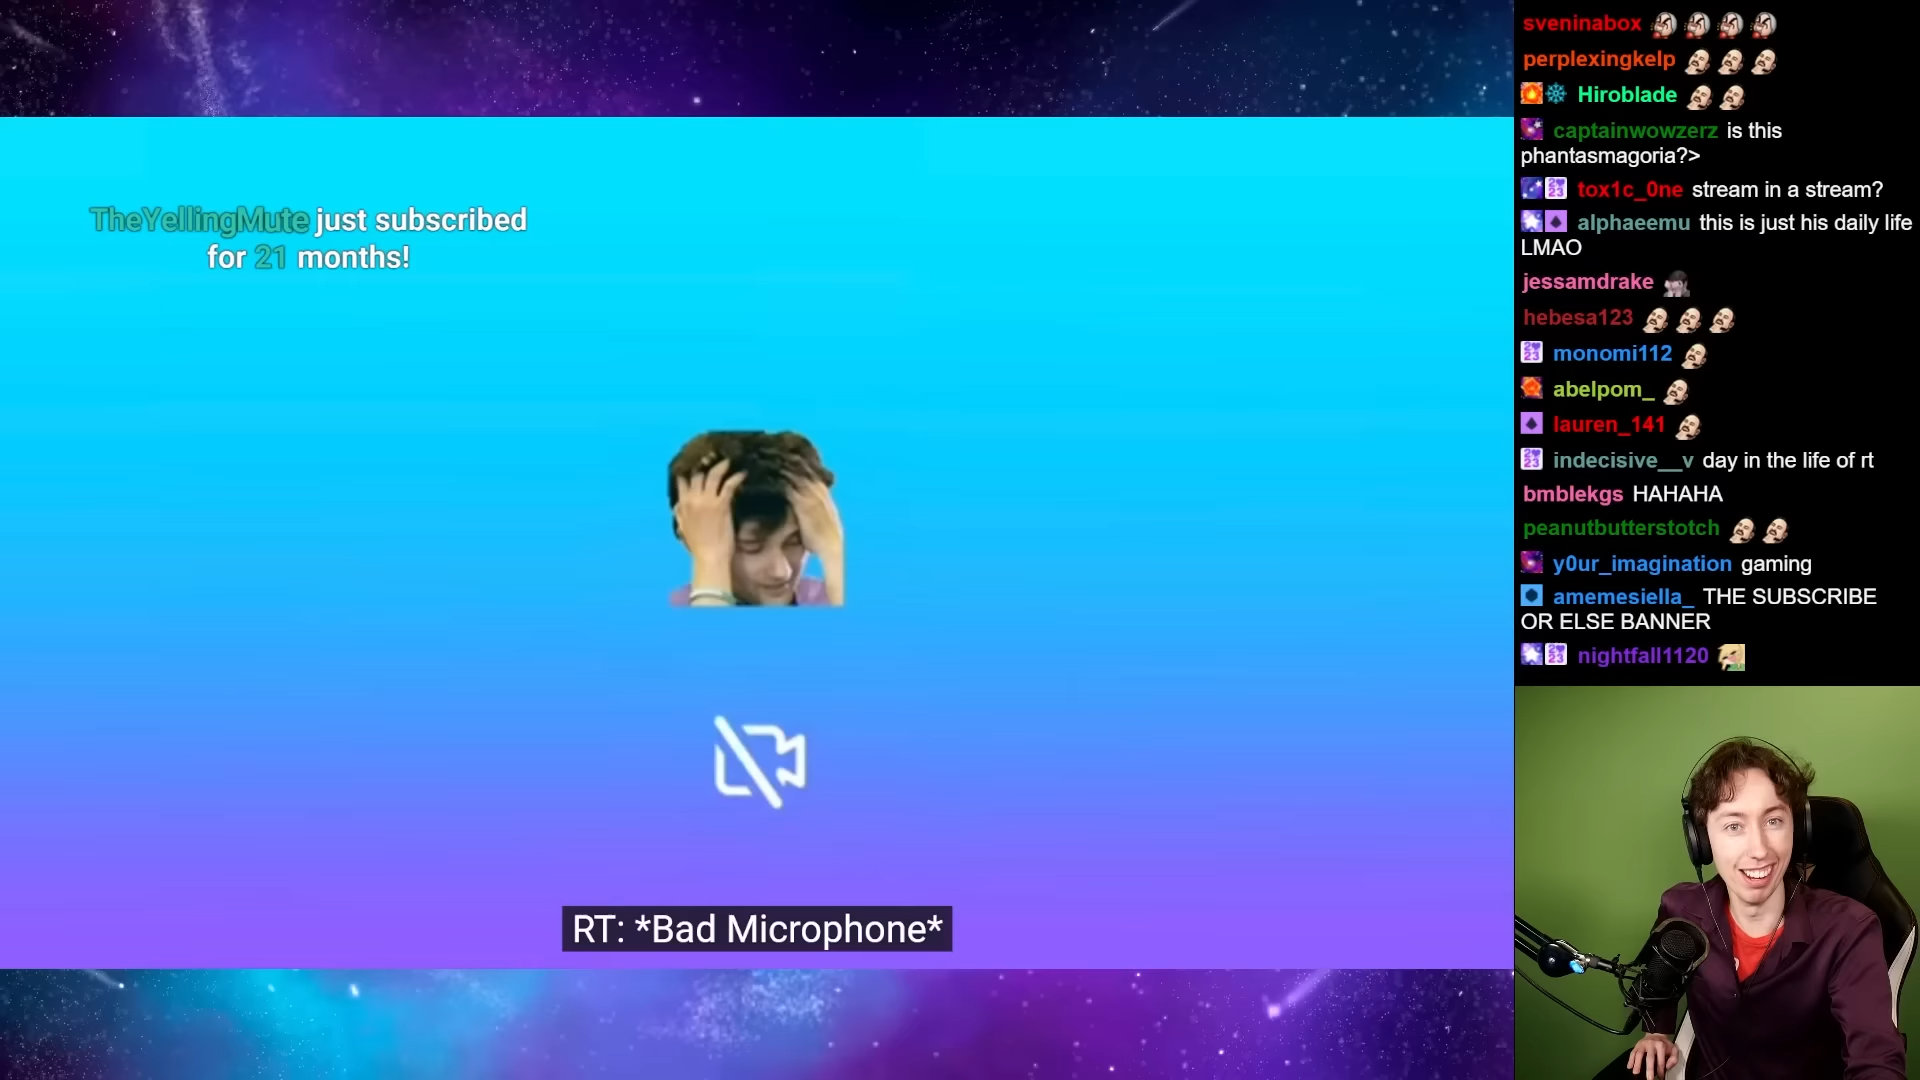 TheYellingMute just subscribed
for 21 months!
RT: *Bad Microphone*
sveninabox
perplexingkelp
Hiroblade
captainwowzerz is this
phantasmagoria?>
tox1c_0ne stream in a stream?
alphaeemu this is just his daily life
LMAO
jessamdrake
hebesa123
monomi112
abelpom_
lauren_141
indecisive__v day in the life of rt
bmblekgs HAHAHA
peanutbutterstotch
y0ur_imagination gaming
amemesiella_ THE SUBSCRIBE
OR ELSE BANNER
nightfall1120